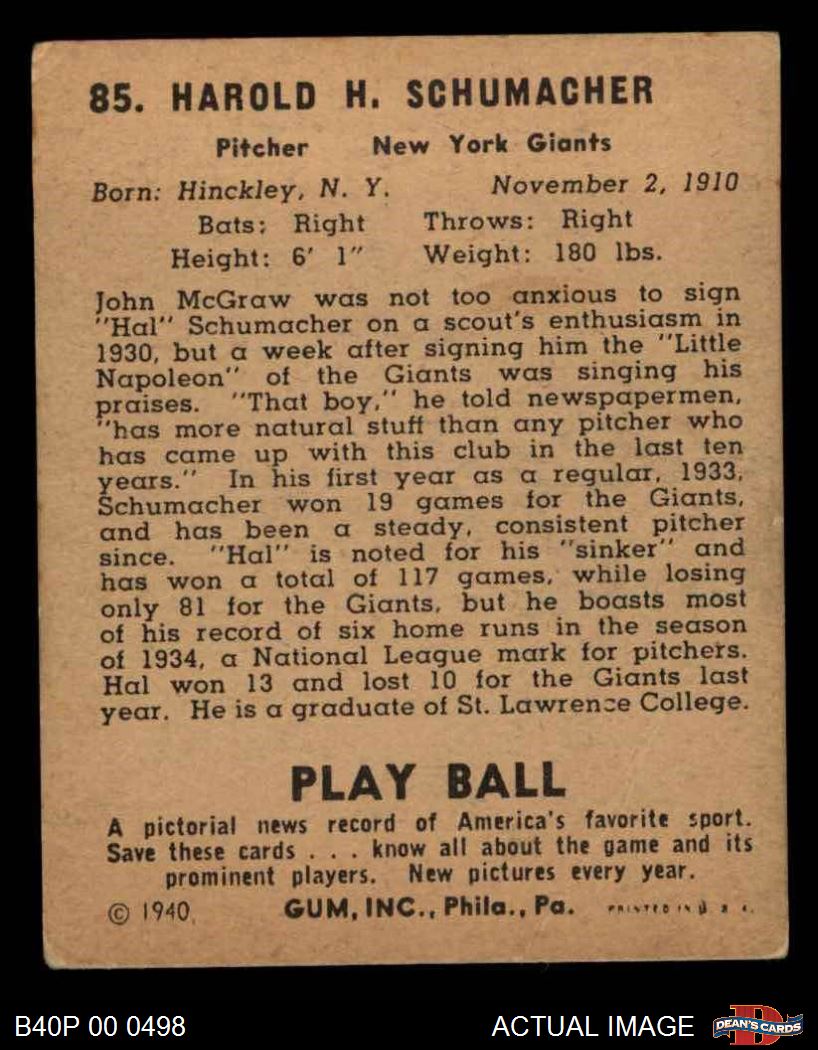 85. HAROLD H. SCHUMACHER
Pitcher New York Giants
Born: Hinckley, N. Y. November 2, 1910
Bats: Right Throws: Right
Height: 6' 1" Weight: 180 lbs.
John McGraw was not too anxious to sign
"Hal" Schumacher on a scout's enthusiasm in
1930, but a week after signing him the "Little
Napoleon" of the Giants was singing his
praises. "That boy," he told newspapermen,
"has more natural stuff than any pitcher who
has came up with this club in the last ten
years." In his first year as a regular, 1933,
Schumacher won 19 games for the Giants,
and has been a steady, consistent pitcher
since. "Hal" is noted for his "sinker" and
has won a total of 117 games, while losing
only 81 for the Giants, but he boasts most
of his record of six home runs in the season
of 1934, a National League mark for pitchers.
Hal won 13 and lost 10 for the Giants last
year. He is a graduate of St. Lawrence College.
PLAY BALL
A pictorial news record of America's favorite sport.
Save these cards . . . know all about the game and its
prominent players. New pictures every year.
© 1940, GUM, INC., Phila., Pa. PRINTED IN U. S. A.
B40P 00 0498 ACTUAL IMAGE D DEAN'S CARDS